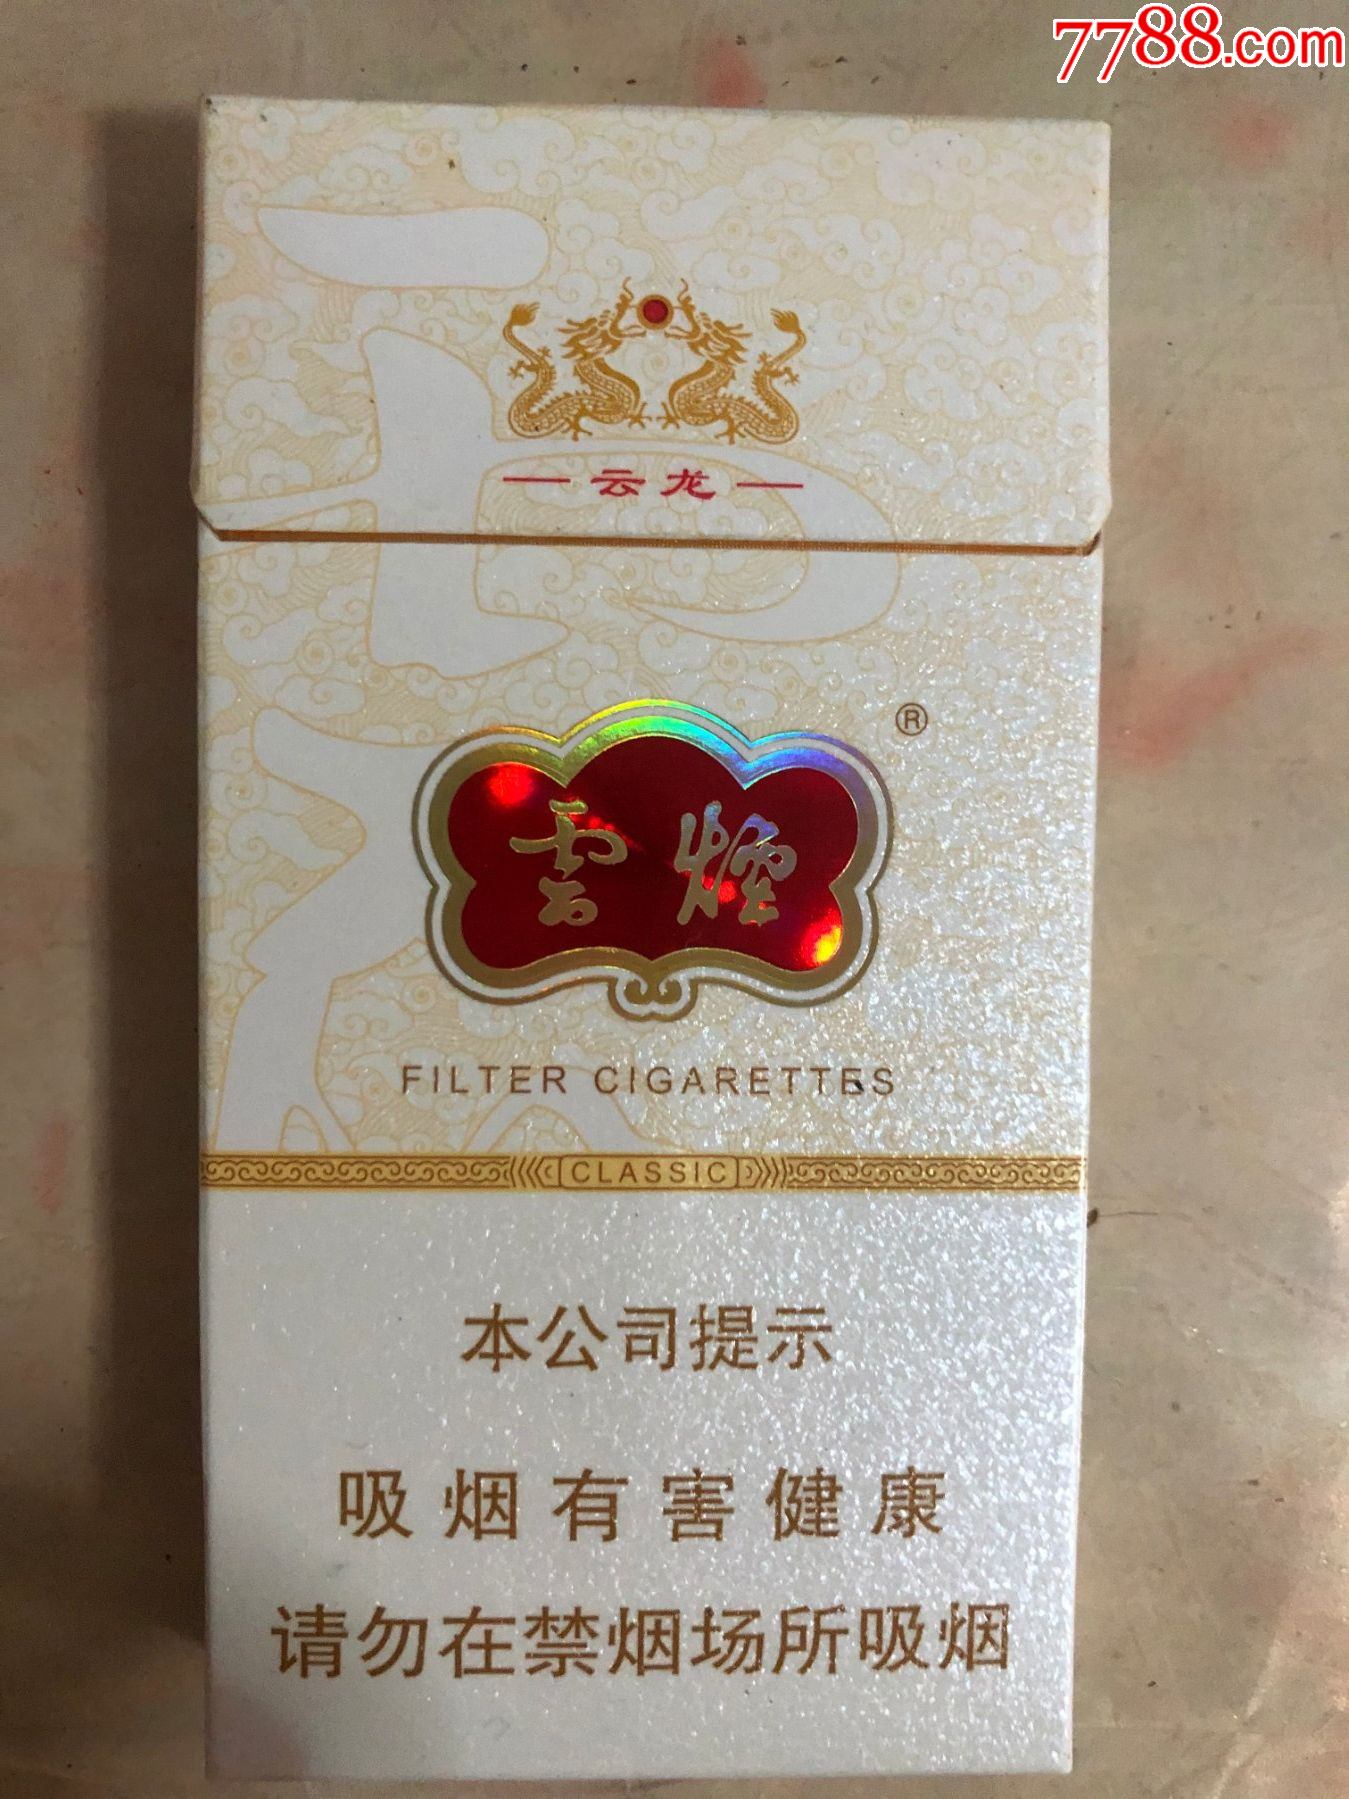 7788.com
— 云龙 —
®
雲煙
FILTER CIGARETTES
CLASSIC
本公司提示
吸烟有害健康
请勿在禁烟场所吸烟